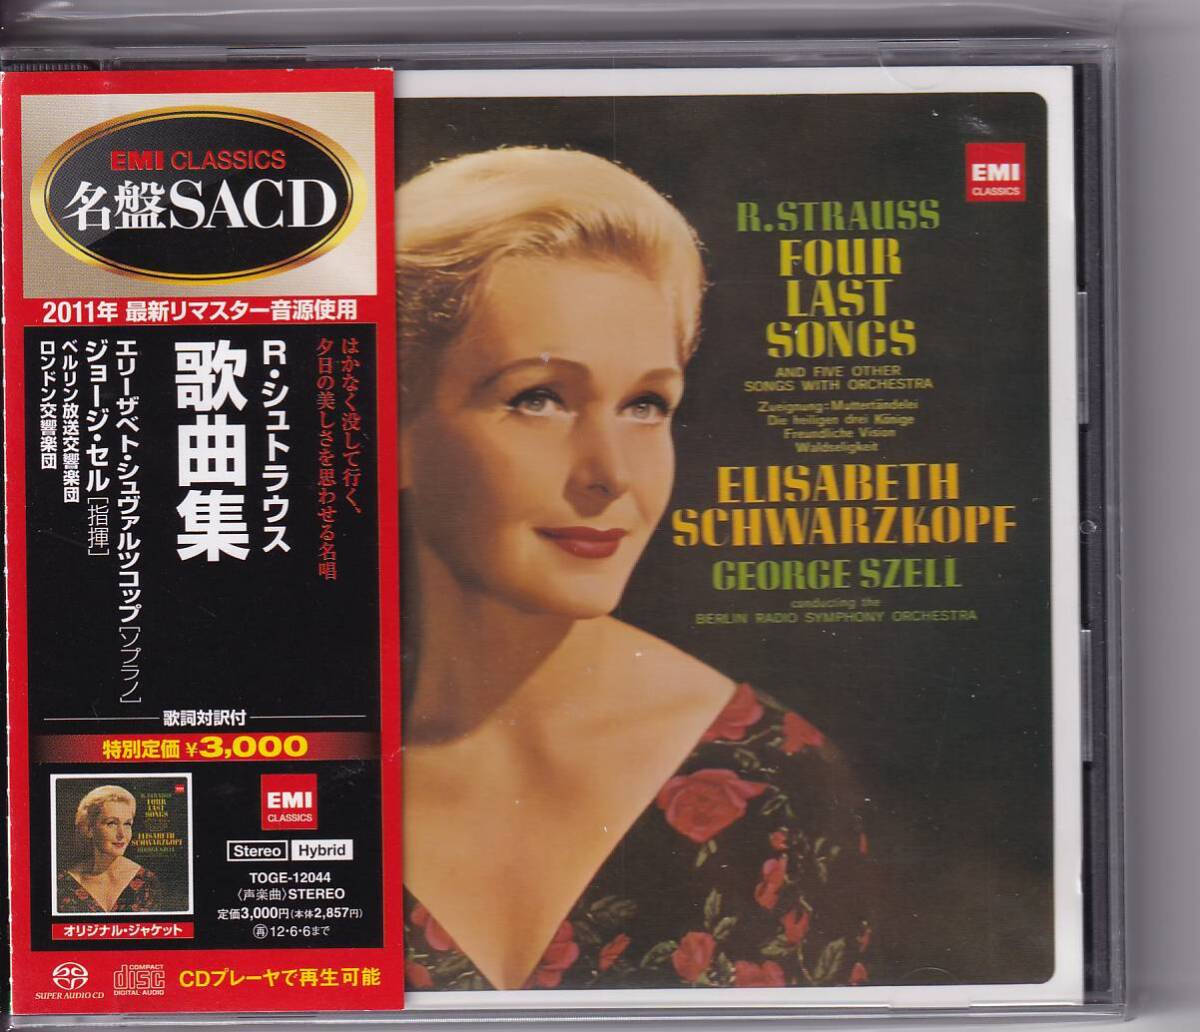 EMI CLASSICS
名盤SACD
2011年 最新リマスター音源使用
はかなく没して行く、
夕日の美しさを思わせる名唱
R・シュトラウス
歌曲集
エリーザベト・シュヴァルツコップ[ソプラノ]
ジョージ・セル[指揮]
ベルリン放送交響楽団
ロンドン交響楽団
歌詞対訳付
特別定価 ¥3,000
EMI
CLASSICS
Stereo Hybrid
TOGE-12044
〈声楽曲〉STEREO
定価3,000円(本体2,857円)
再12・6・6まで
オリジナル・ジャケット
SUPER AUDIO CD
COMPACT
disc
DIGITAL AUDIO
CDプレーヤで再生可能
EMI
CLASSICS
R. STRAUSS
FOUR
LAST
SONGS
AND FIVE OTHER
SONGS WITH ORCHESTRA
Zueignung-Muttertändelei
Die heiligen drei Könige
Freundliche Vision
Waldseligkeit
ELISABETH
SCHWARZKOPF
GEORGE SZELL
conducting the
BERLIN RADIO SYMPHONY ORCHESTRA
R. STRAUSS
FOUR
LAST
SONGS
ELISABETH
SCHWARZKOPF
GEORGE SZELL